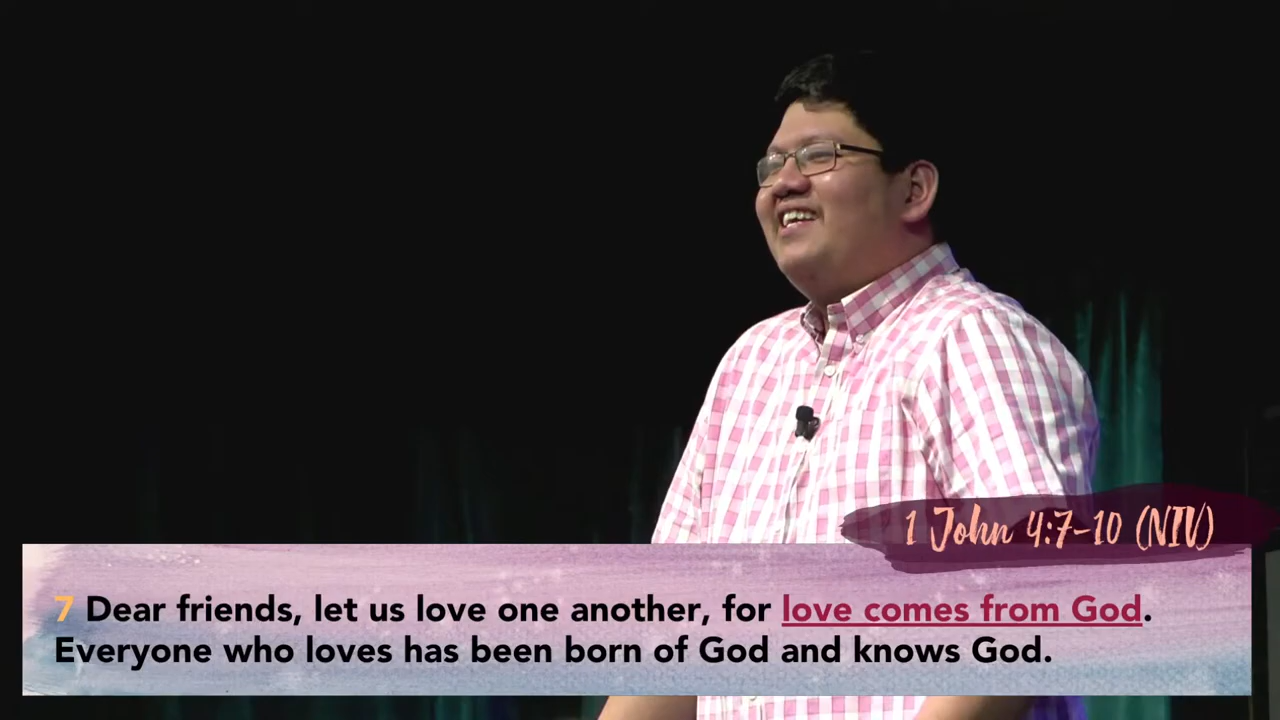 1 John 4:7-10 (NIV)
7 Dear friends, let us love one another, for love comes from God.
Everyone who loves has been born of God and knows God.